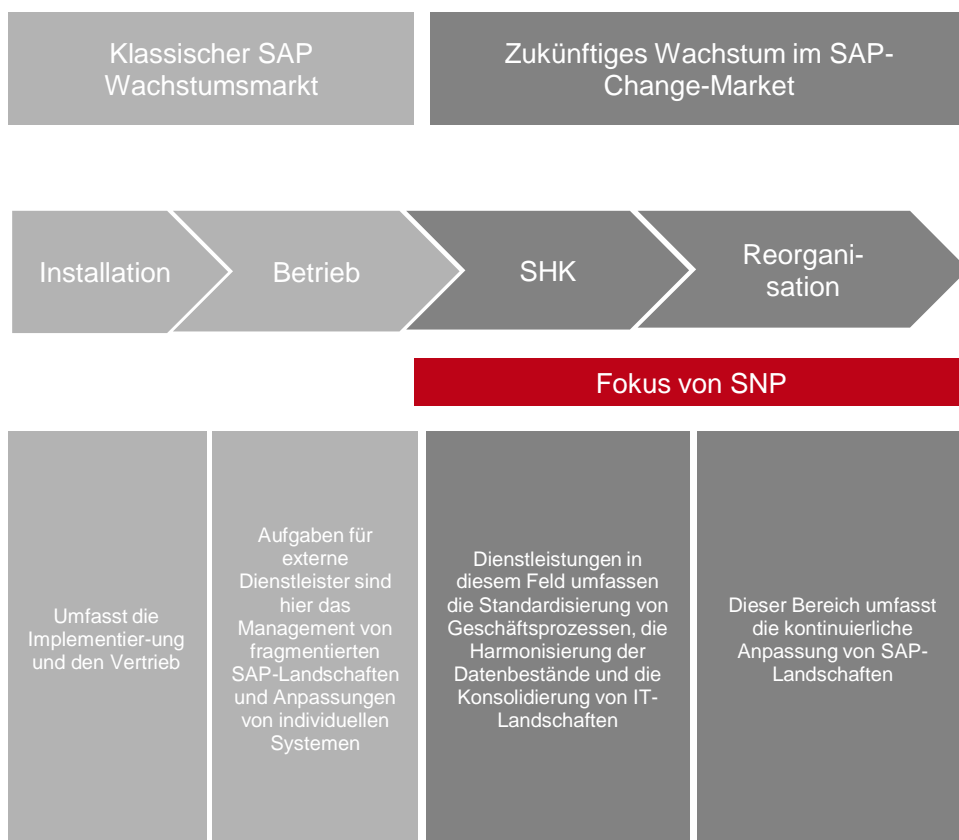 Klassischer SAP
Wachstumsmarkt
Zukünftiges Wachstum im SAP-
Change-Market
Installation
Betrieb
SHK
Reorgani-
sation
Fokus von SNP
Umfasst die
Implementier-ung
und den Vertrieb
Aufgaben für
externe
Dienstleister sind
hier das
Management von
fragmentierten
SAP-Landschaften
und Anpassungen
von individuellen
Systemen
Dienstleistungen in
diesem Feld umfassen
die Standardisierung von
Geschäftsprozessen, die
Harmonisierung der
Datenbestände und die
Konsolidierung von IT-
Landschaften
Dieser Bereich umfasst
die kontinuierliche
Anpassung von SAP-
Landschaften